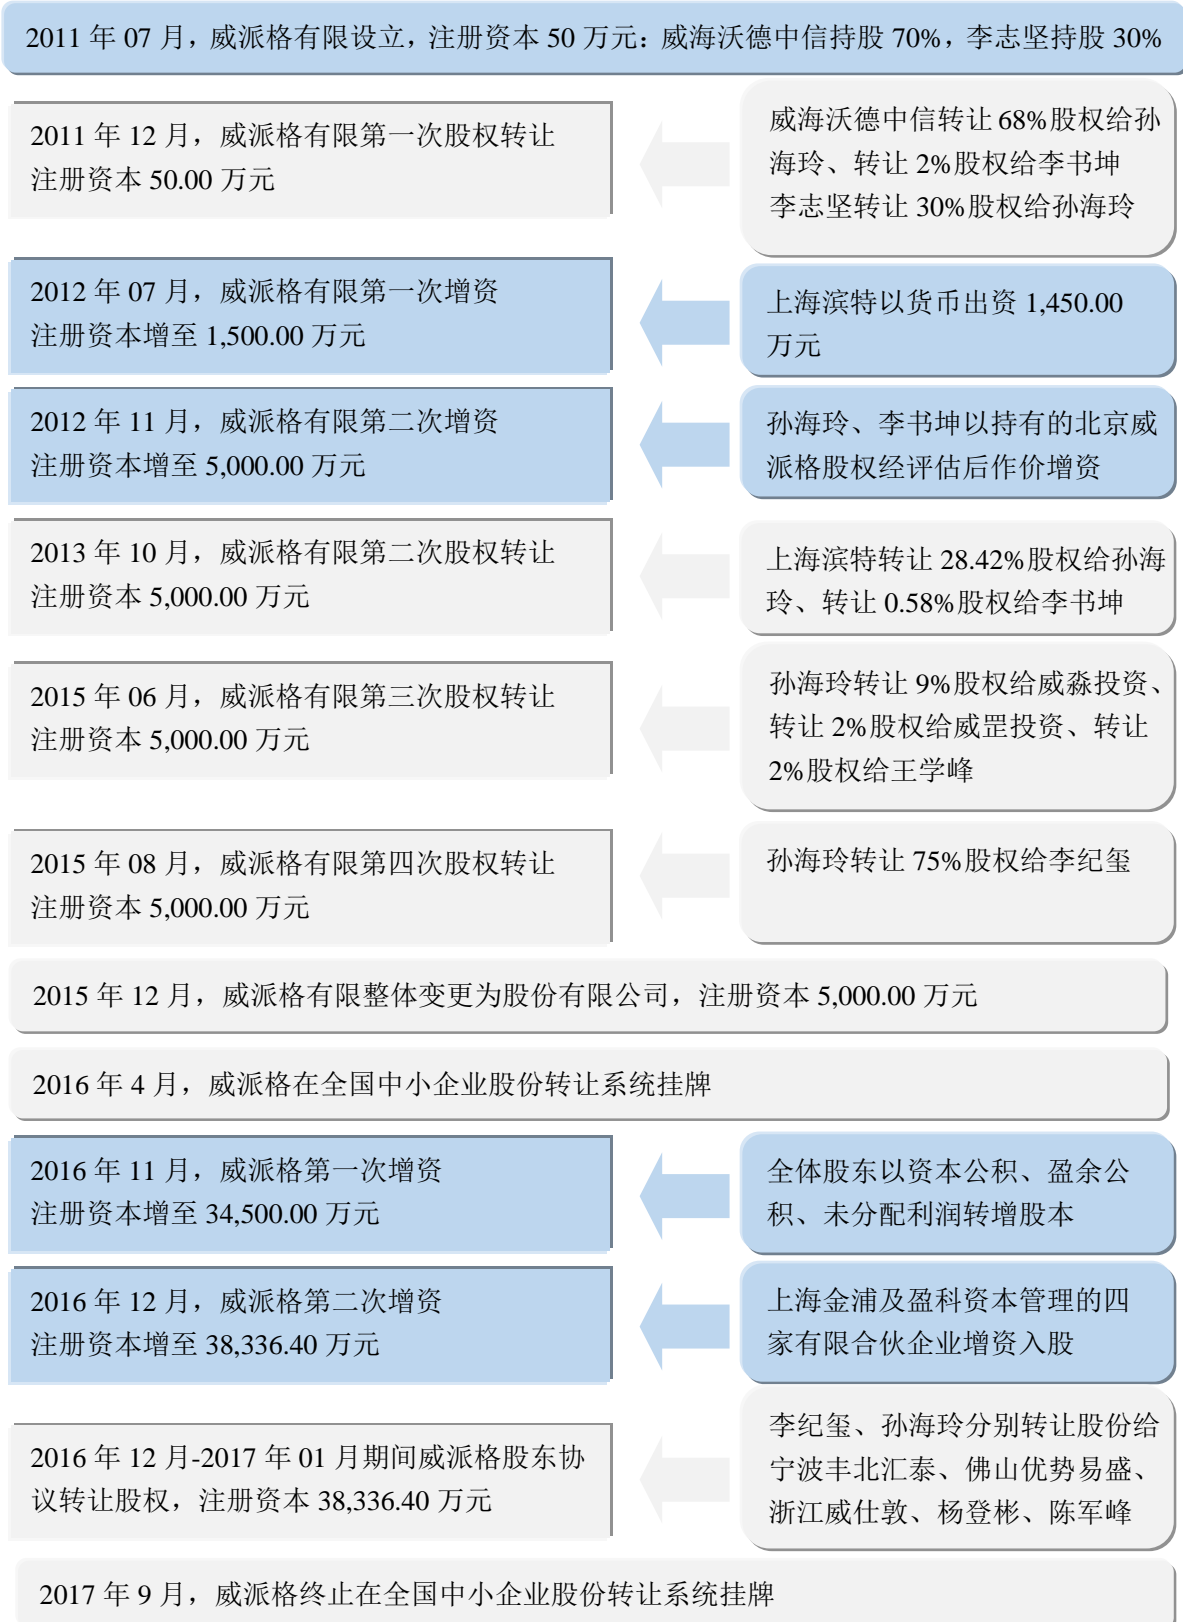 2011 年 07 月，威派格有限设立，注册资本 50 万元：威海沃德中信持股 70%，李志坚持股 30%
2011 年 12 月，威派格有限第一次股权转让
注册资本 50.00 万元
威海沃德中信转让 68%股权给孙
海玲、转让 2%股权给李书坤
李志坚转让 30%股权给孙海玲
2012 年 07 月，威派格有限第一次增资
注册资本增至 1,500.00 万元
上海滨特以货币出资 1,450.00
万元
2012 年 11 月，威派格有限第二次增资
注册资本增至 5,000.00 万元
孙海玲、李书坤以持有的北京威
派格股权经评估后作价增资
2013 年 10 月，威派格有限第二次股权转让
注册资本 5,000.00 万元
上海滨特转让 28.42%股权给孙海
玲、转让 0.58%股权给李书坤
2015 年 06 月，威派格有限第三次股权转让
注册资本 5,000.00 万元
孙海玲转让 9%股权给威淼投资、
转让 2%股权给威罡投资、转让
2%股权给王学峰
2015 年 08 月，威派格有限第四次股权转让
注册资本 5,000.00 万元
孙海玲转让 75%股权给李纪玺
2015 年 12 月，威派格有限整体变更为股份有限公司，注册资本 5,000.00 万元
2016 年 4 月，威派格在全国中小企业股份转让系统挂牌
2016 年 11 月，威派格第一次增资
注册资本增至 34,500.00 万元
全体股东以资本公积、盈余公
积、未分配利润转增股本
2016 年 12 月，威派格第二次增资
注册资本增至 38,336.40 万元
上海金浦及盈科资本管理的四
家有限合伙企业增资入股
2016 年 12 月-2017 年 01 月期间威派格股东协
议转让股权，注册资本 38,336.40 万元
李纪玺、孙海玲分别转让股份给
宁波丰北汇泰、佛山优势易盛、
浙江威仕敦、杨登彬、陈军峰
2017 年 9 月，威派格终止在全国中小企业股份转让系统挂牌